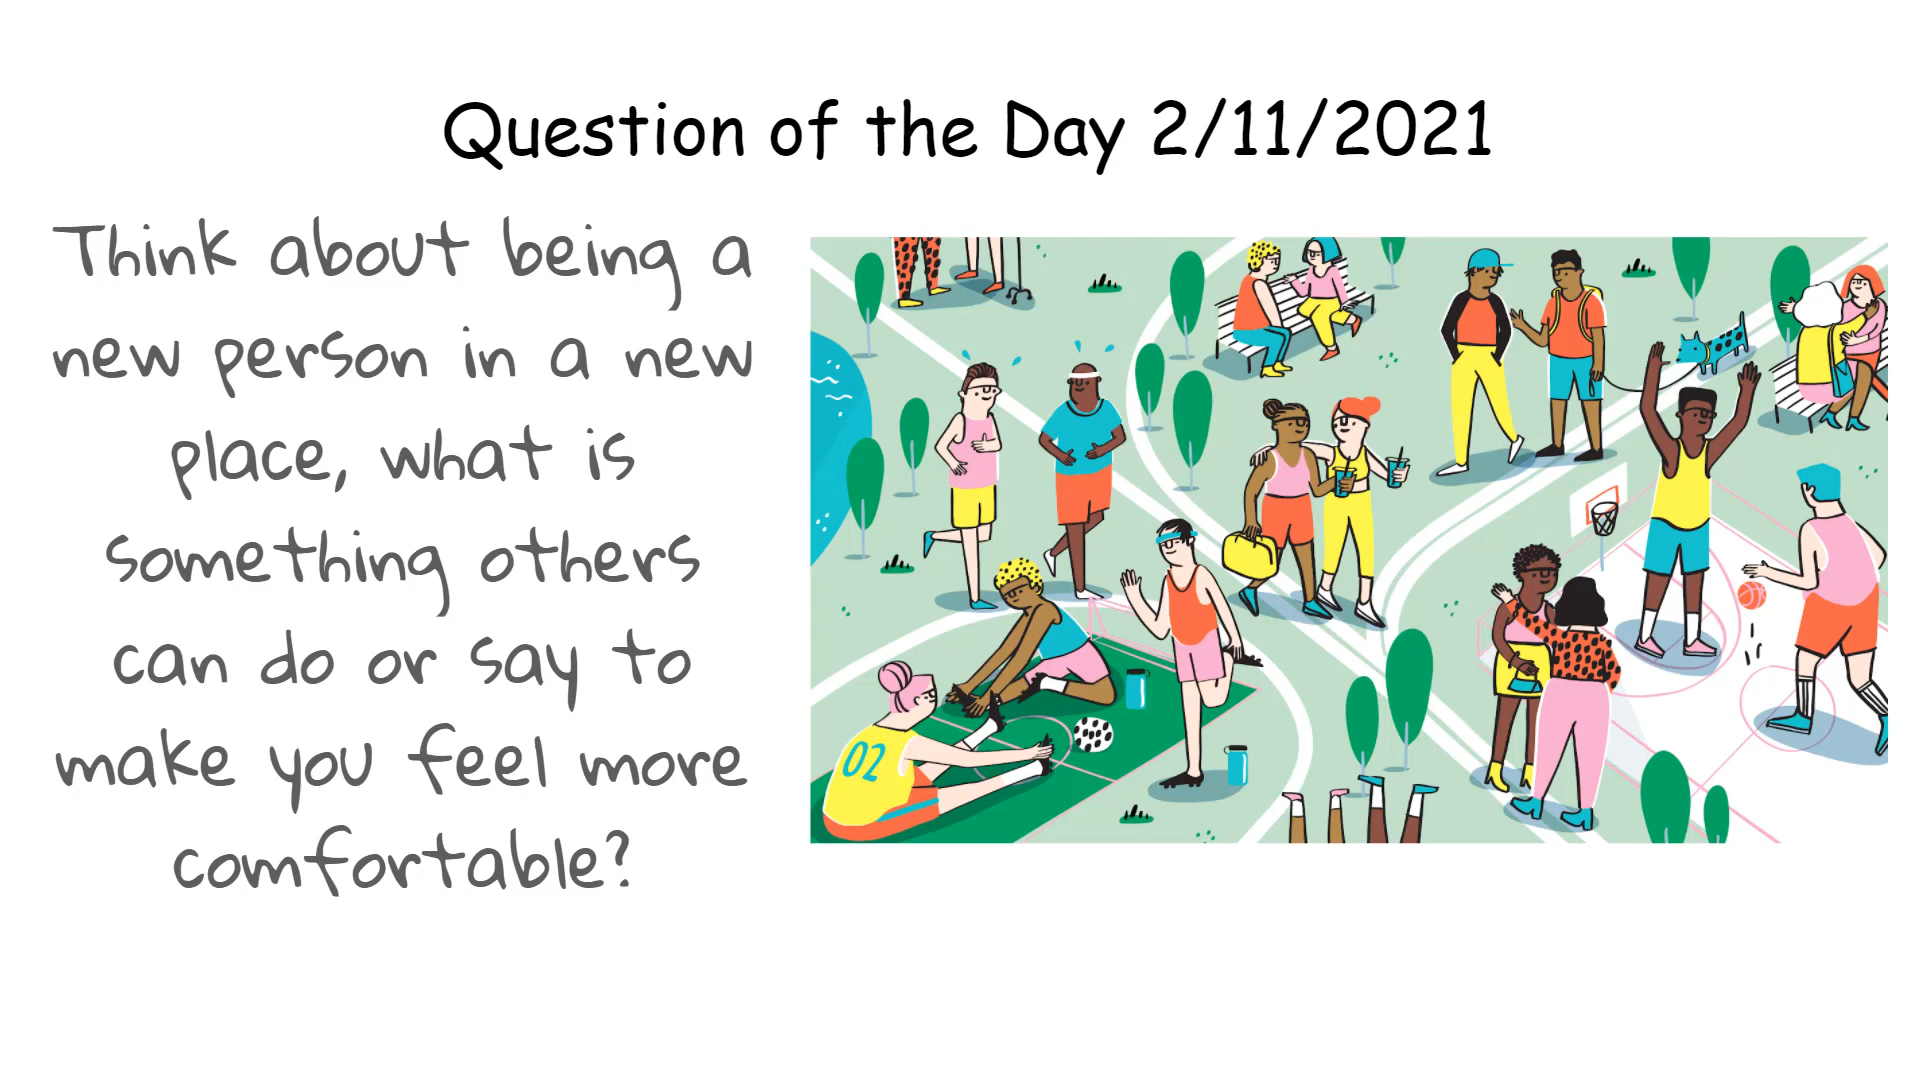 Question of the Day 2/11/2021
Think about being a
new person in a new
place, what is
something others
can do or say to
make you feel more
comfortable?
02